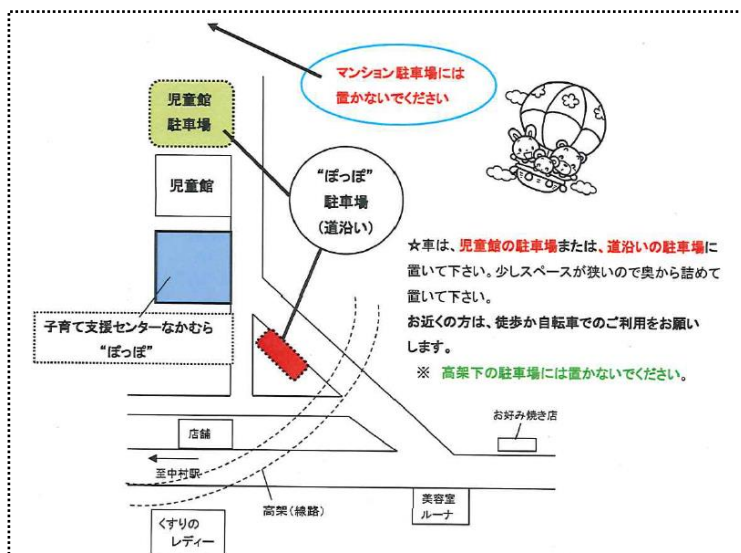 マンション駐車場には
置かないでください
児童館
駐車場
児童館
“ぽっぽ”
駐車場
（道沿い）
☆車は、児童館の駐車場または、道沿いの駐車場に
置いて下さい。少しスペースが狭いので奥から詰めて
置いて下さい。
お近くの方は、徒歩か自転車でのご利用をお願い
します。
※ 高架下の駐車場には置かないでください。
子育て支援センターなかむら
“ぽっぽ”
店舗
お好み焼き店
至中村駅
高架（線路）
美容室
ルーナ
くすりの
レディー